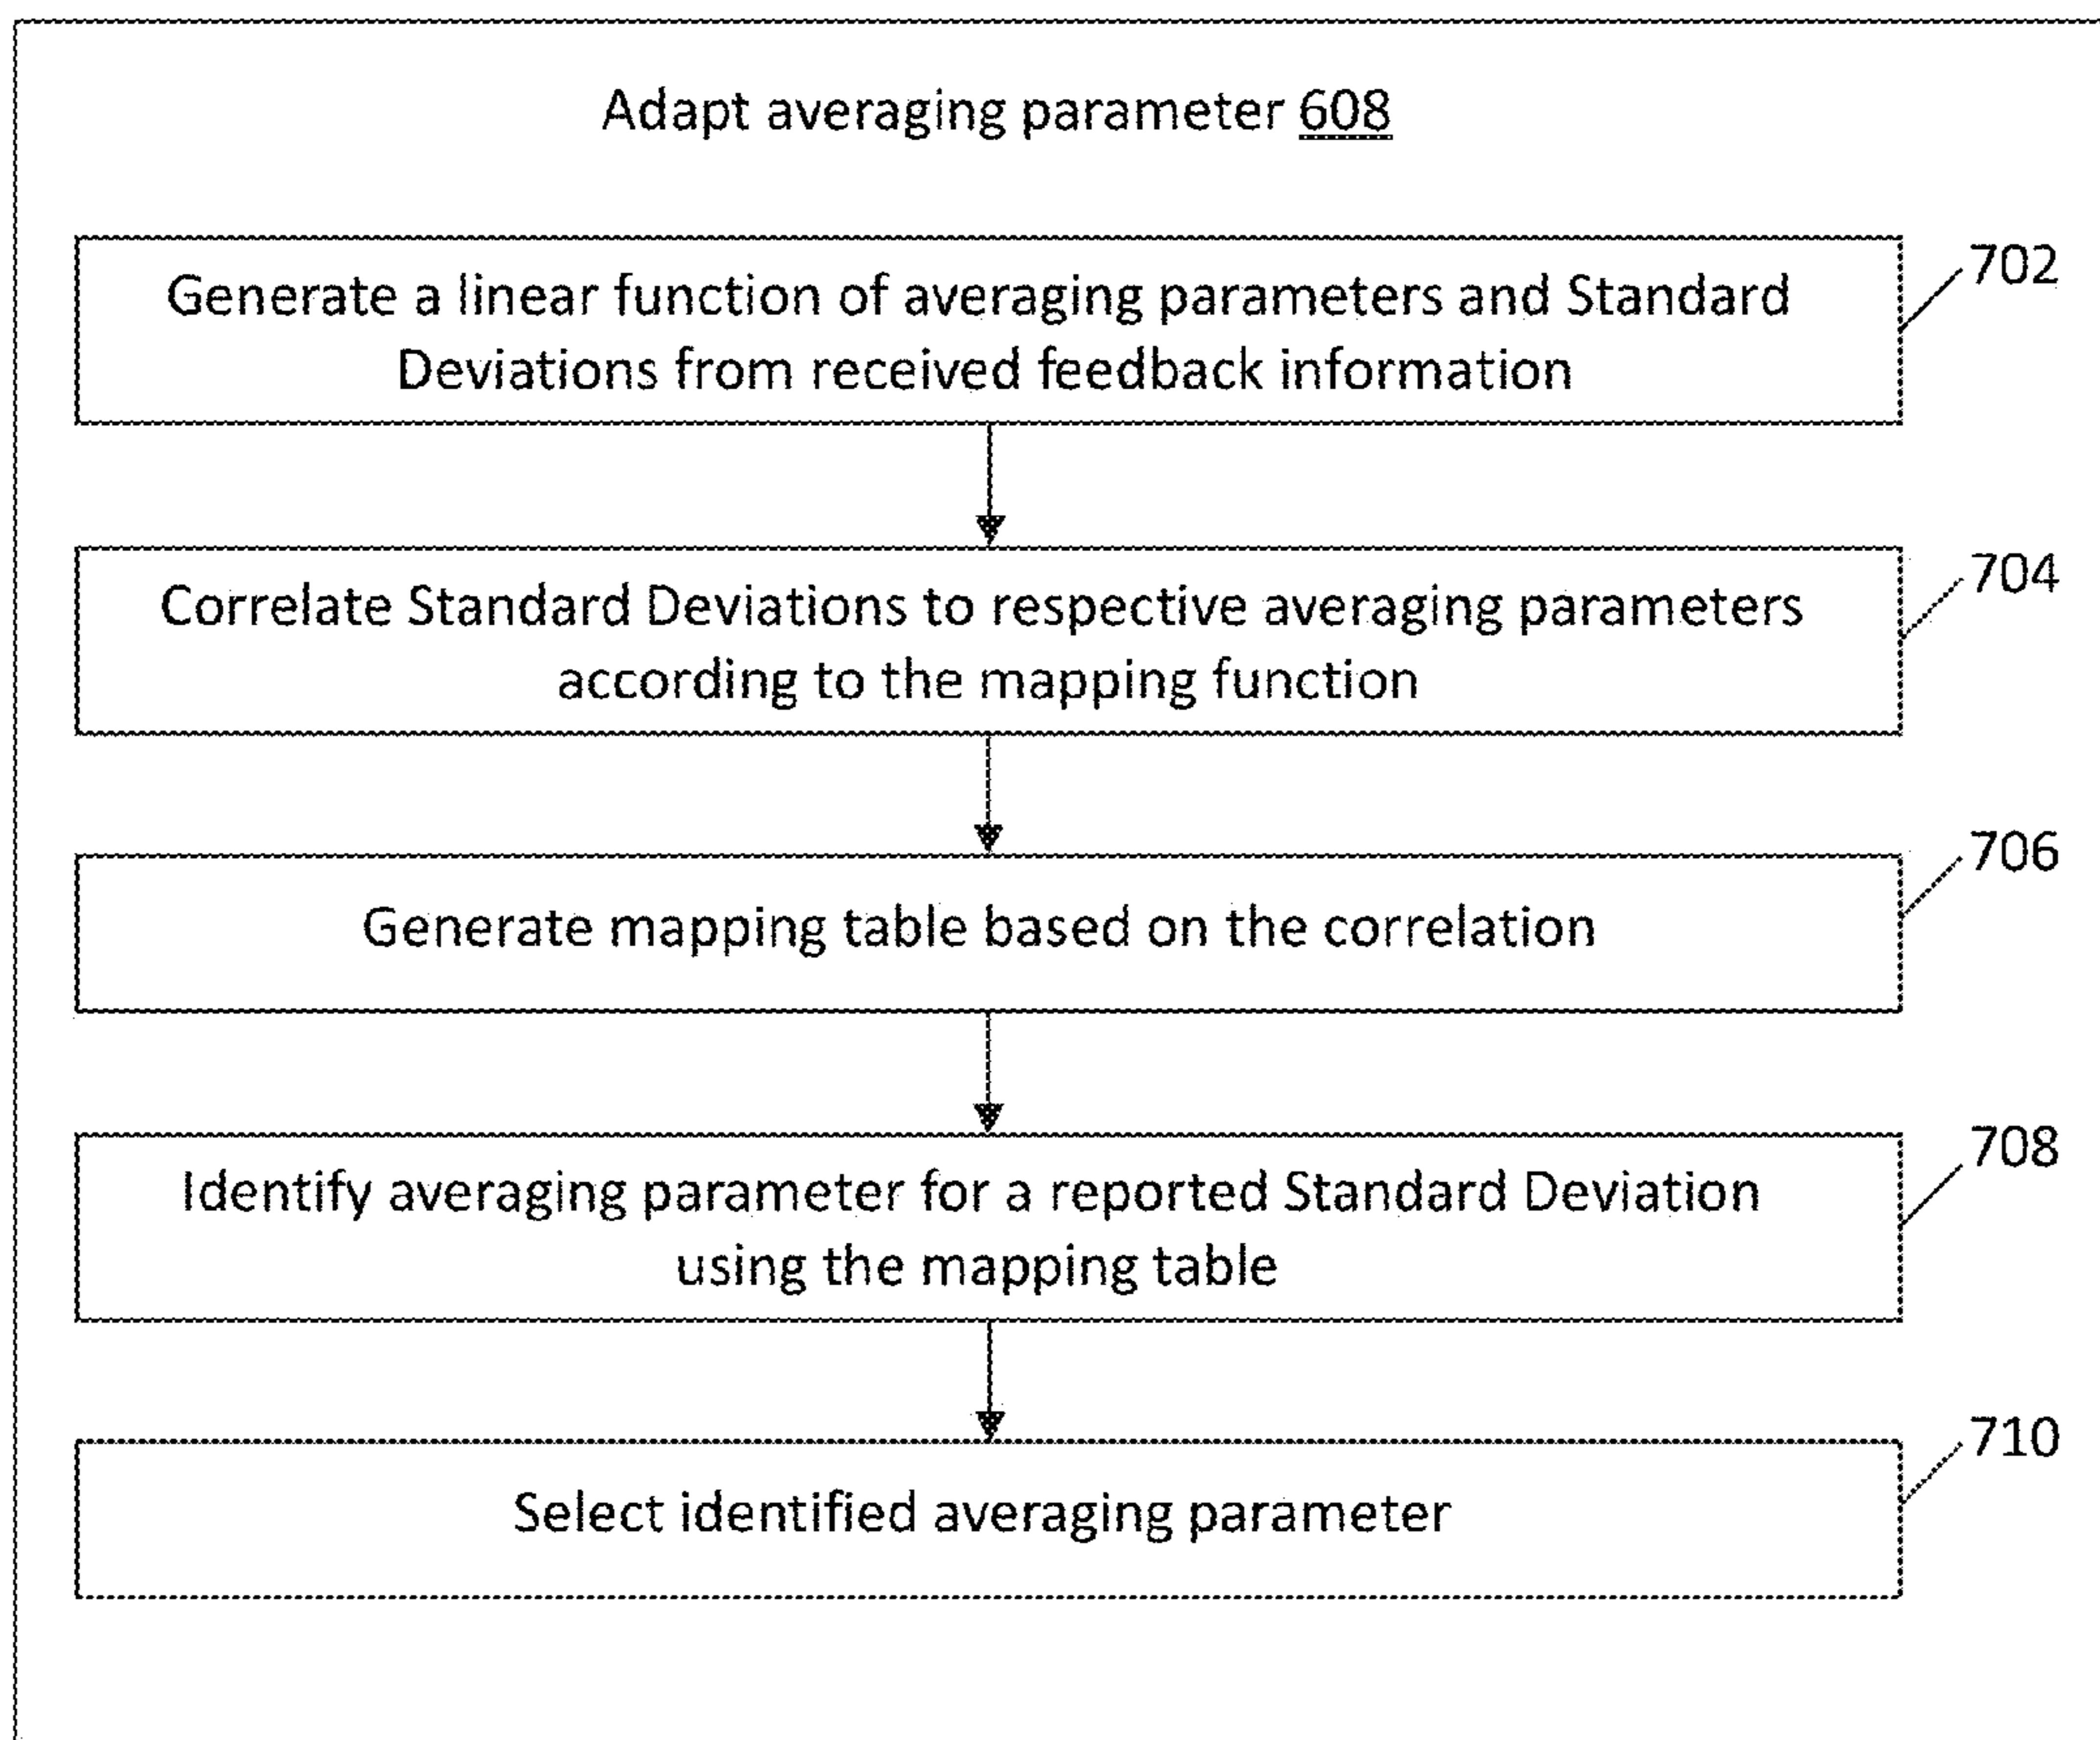 Adapt averaging parameter 608
Generate a linear function of averaging parameters and Standard
Deviations from received feedback information
702
Correlate Standard Deviations to respective averaging parameters
according to the mapping function
704
Generate mapping table based on the correlation
706
Identify averaging parameter for a reported Standard Deviation
using the mapping table
708
Select identified averaging parameter
710